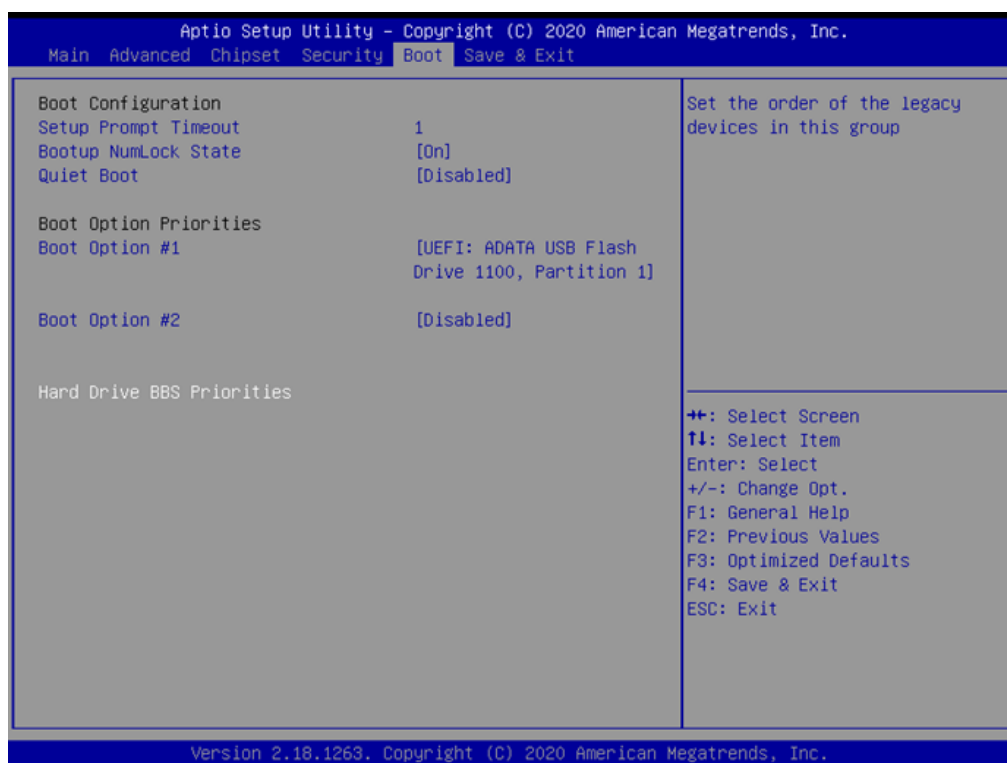 Aptio Setup Utility – Copyright (C) 2020 American Megatrends, Inc.
Main Advanced Chipset Security Boot Save & Exit
Boot Configuration
Setup Prompt Timeout 1
Bootup NumLock State [On]
Quiet Boot [Disabled]
Boot Option Priorities
Boot Option #1 [UEFI: ADATA USB Flash
Drive 1100, Partition 1]
Boot Option #2 [Disabled]
Hard Drive BBS Priorities
Set the order of the legacy
devices in this group
→←: Select Screen
↑↓: Select Item
Enter: Select
+/-: Change Opt.
F1: General Help
F2: Previous Values
F3: Optimized Defaults
F4: Save & Exit
ESC: Exit
Version 2.18.1263. Copyright (C) 2020 American Megatrends, Inc.